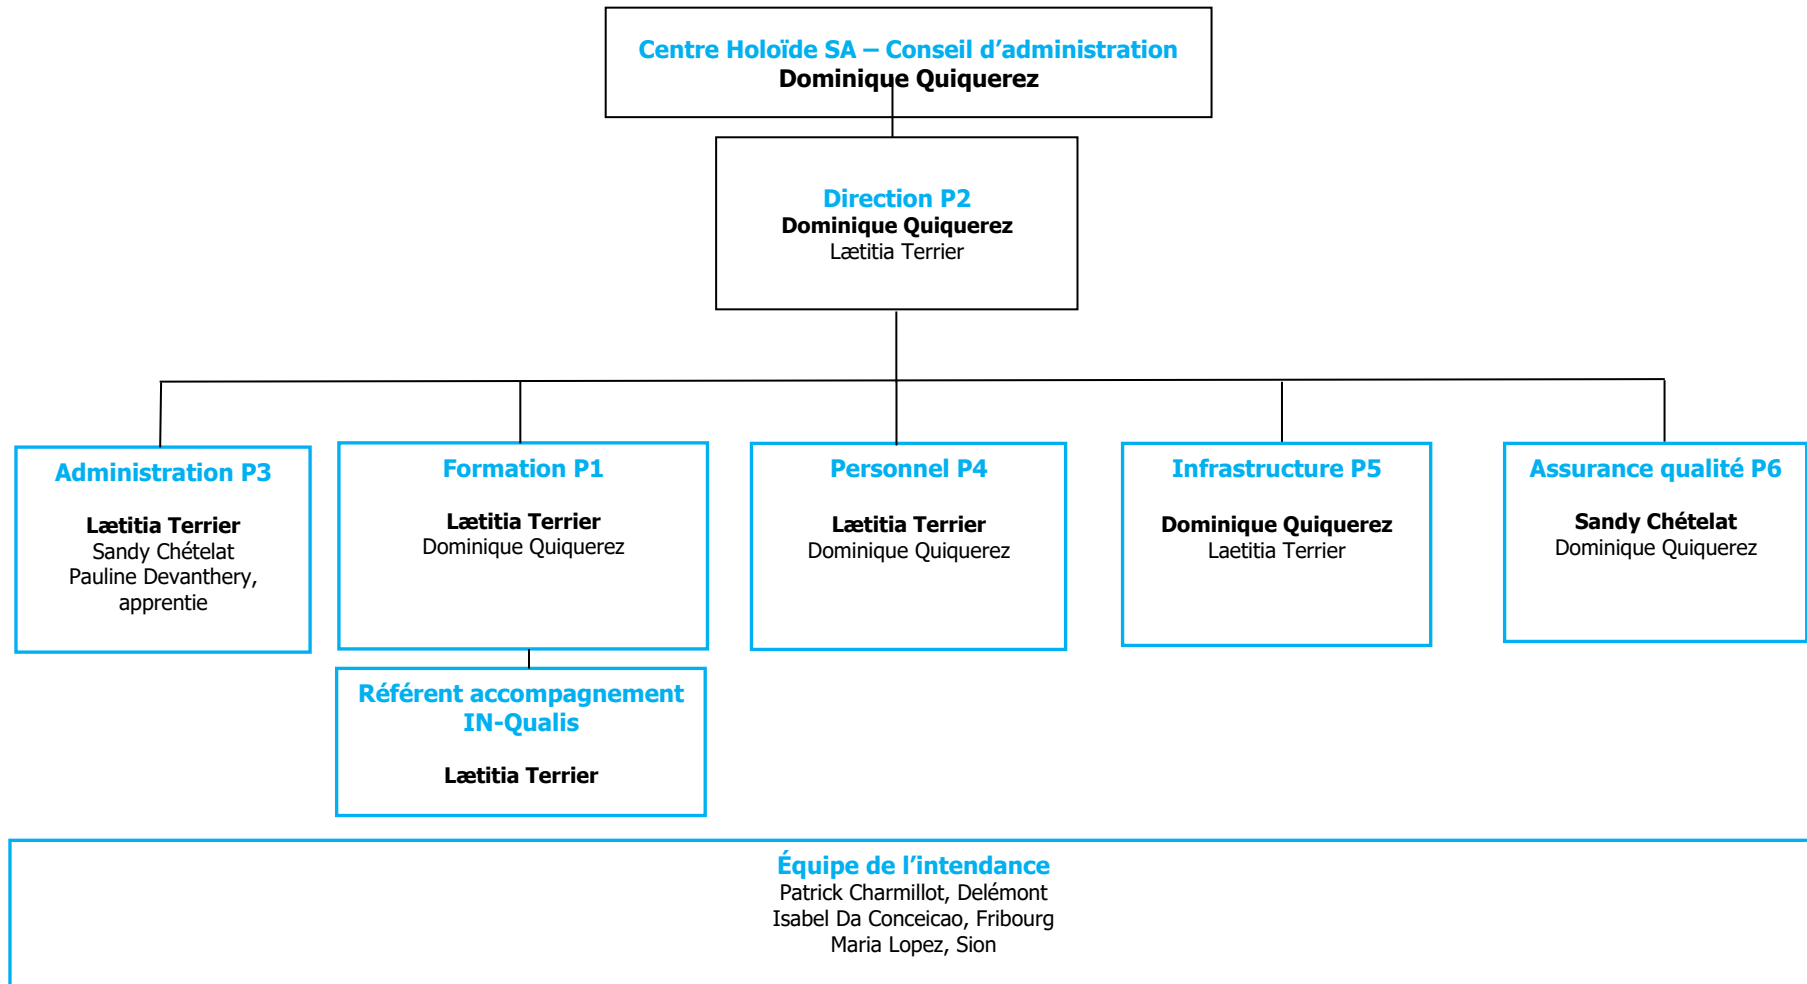 Centre Holoïde SA – Conseil d’administration
Dominique Quiquerez
Direction P2
Dominique Quiquerez
Lætitia Terrier
Administration P3
Lætitia Terrier
Sandy Chételat
Pauline Devanthery,
apprentie
Formation P1
Lætitia Terrier
Dominique Quiquerez
Personnel P4
Lætitia Terrier
Dominique Quiquerez
Infrastructure P5
Dominique Quiquerez
Laetitia Terrier
Assurance qualité P6
Sandy Chételat
Dominique Quiquerez
Référent accompagnement
IN-Qualis
Lætitia Terrier
Équipe de l’intendance
Patrick Charmillot, Delémont
Isabel Da Conceicao, Fribourg
Maria Lopez, Sion